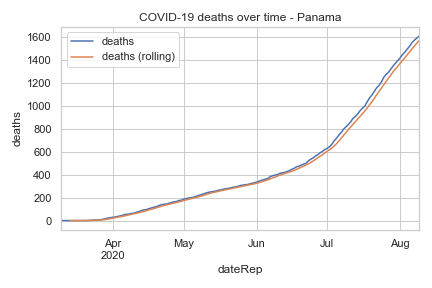 COVID-19 deaths over time - Panama
deaths
deaths (rolling)
1600
1400
1200
1000
800
600
400
200
0
deaths
Apr
2020
May
Jun
Jul
Aug
dateRep